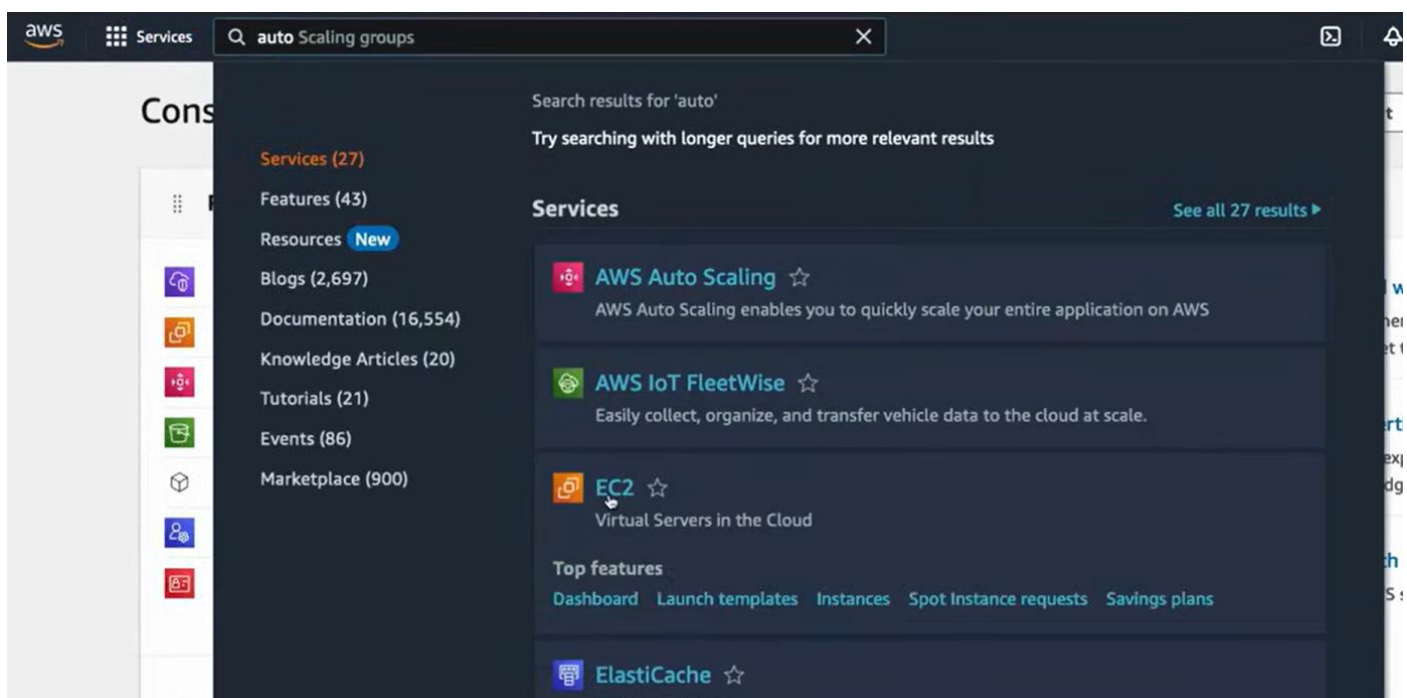 aws
Services
auto Scaling groups
Cons
Search results for 'auto'
Try searching with longer queries for more relevant results
Services (27)
Features (43)
Resources New
Blogs (2,697)
Documentation (16,554)
Knowledge Articles (20)
Tutorials (21)
Events (86)
Marketplace (900)
Services
See all 27 results
AWS Auto Scaling
AWS Auto Scaling enables you to quickly scale your entire application on AWS
AWS IoT FleetWise
Easily collect, organize, and transfer vehicle data to the cloud at scale.
EC2
Virtual Servers in the Cloud
Top features
Dashboard Launch templates Instances Spot Instance requests Savings plans
ElastiCache